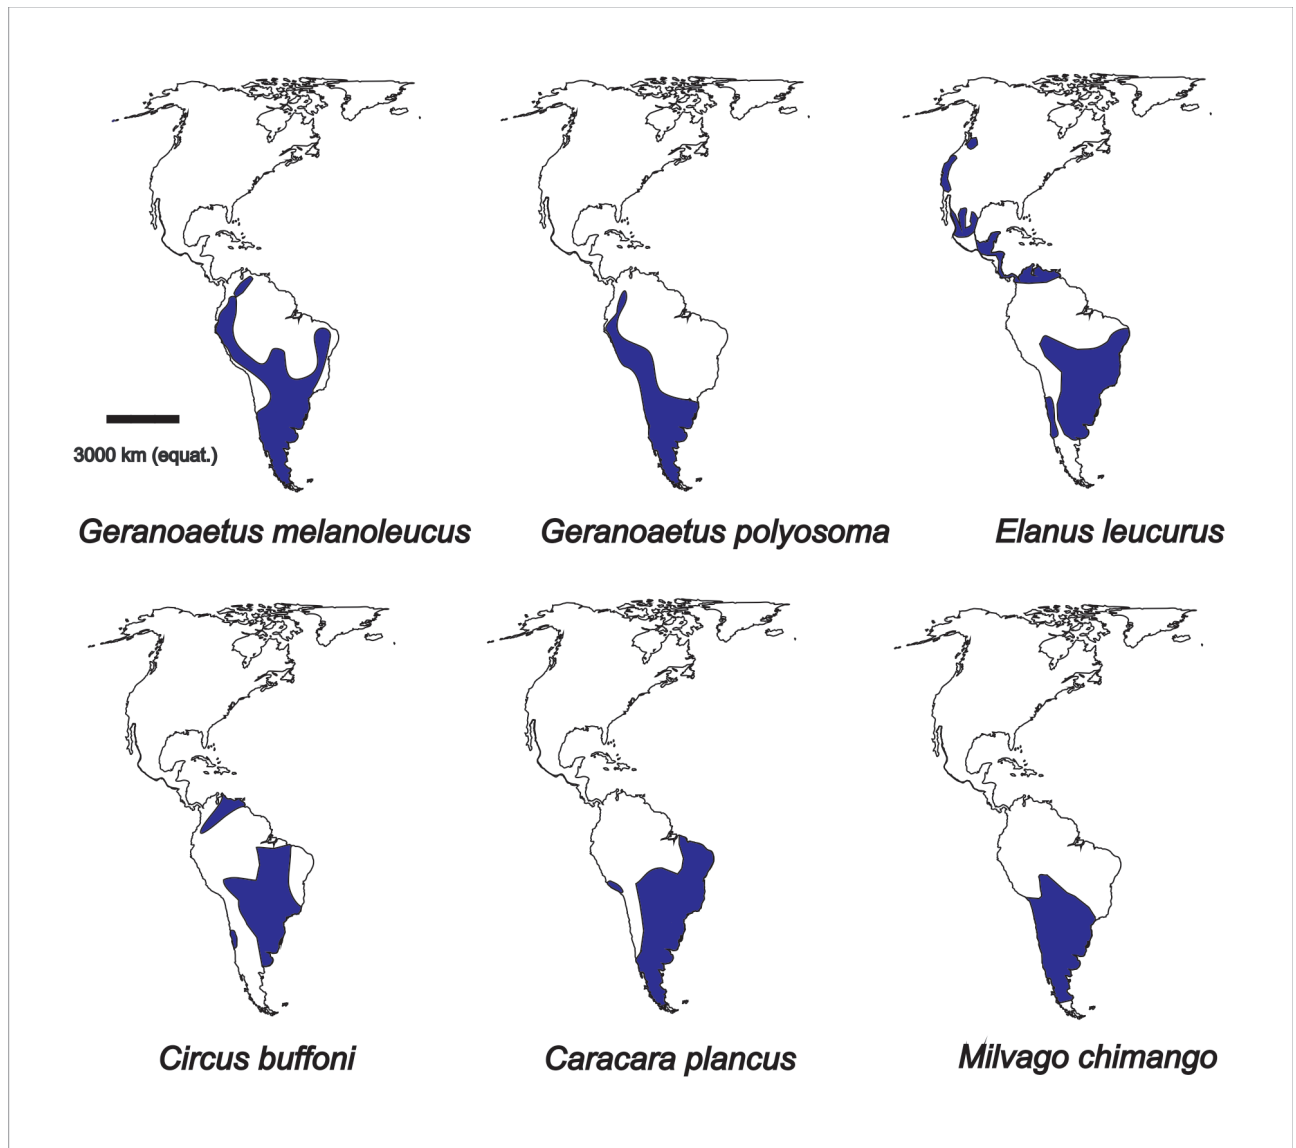 3000 km (equat.)
Geranoaetus melanoleucus
Geranoaetus polyosoma
Elanus leucurus
Circus buffoni
Caracara plancus
Milvago chimango